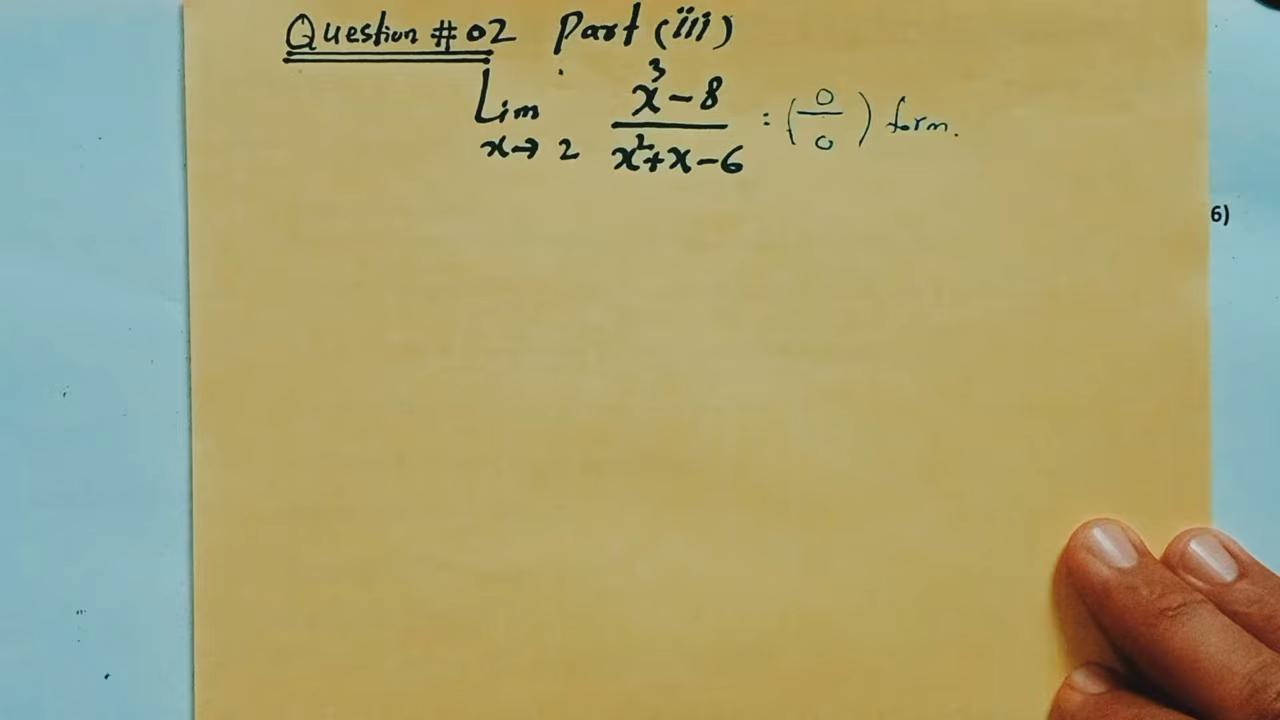 Question # 02 Part (iii)
Lim x→2 x³-8 / x²+x-6 = (0/0) form.
6)